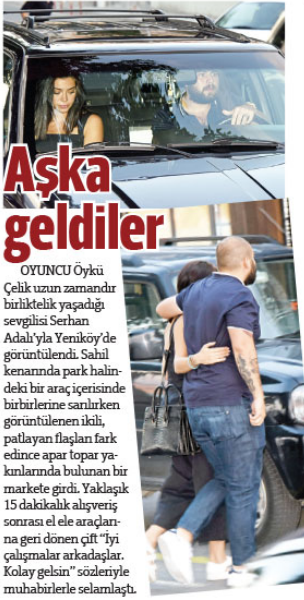 Aşka
geldiler
OYUNCU Öykü
Çelik uzun zamandır
birliktelik yaşadığı
sevgilisi Serhan
Adalı'yla Yeniköy'de
görüntülendi. Sahil
kenarında park halin-
deki bir araç içerisinde
birbirlerine sarılırken
görüntülenen ikili,
patlayan flaşları fark
edince apar topar ya-
kınlarında bulunan bir
markete girdi. Yaklaşık
15 dakikalık alışveriş
sonrası el ele araçları-
na geri dönen çift “İyi
çalışmalar arkadaşlar.
Kolay gelsin” sözleriyle
muhabirlerle selamlaştı.